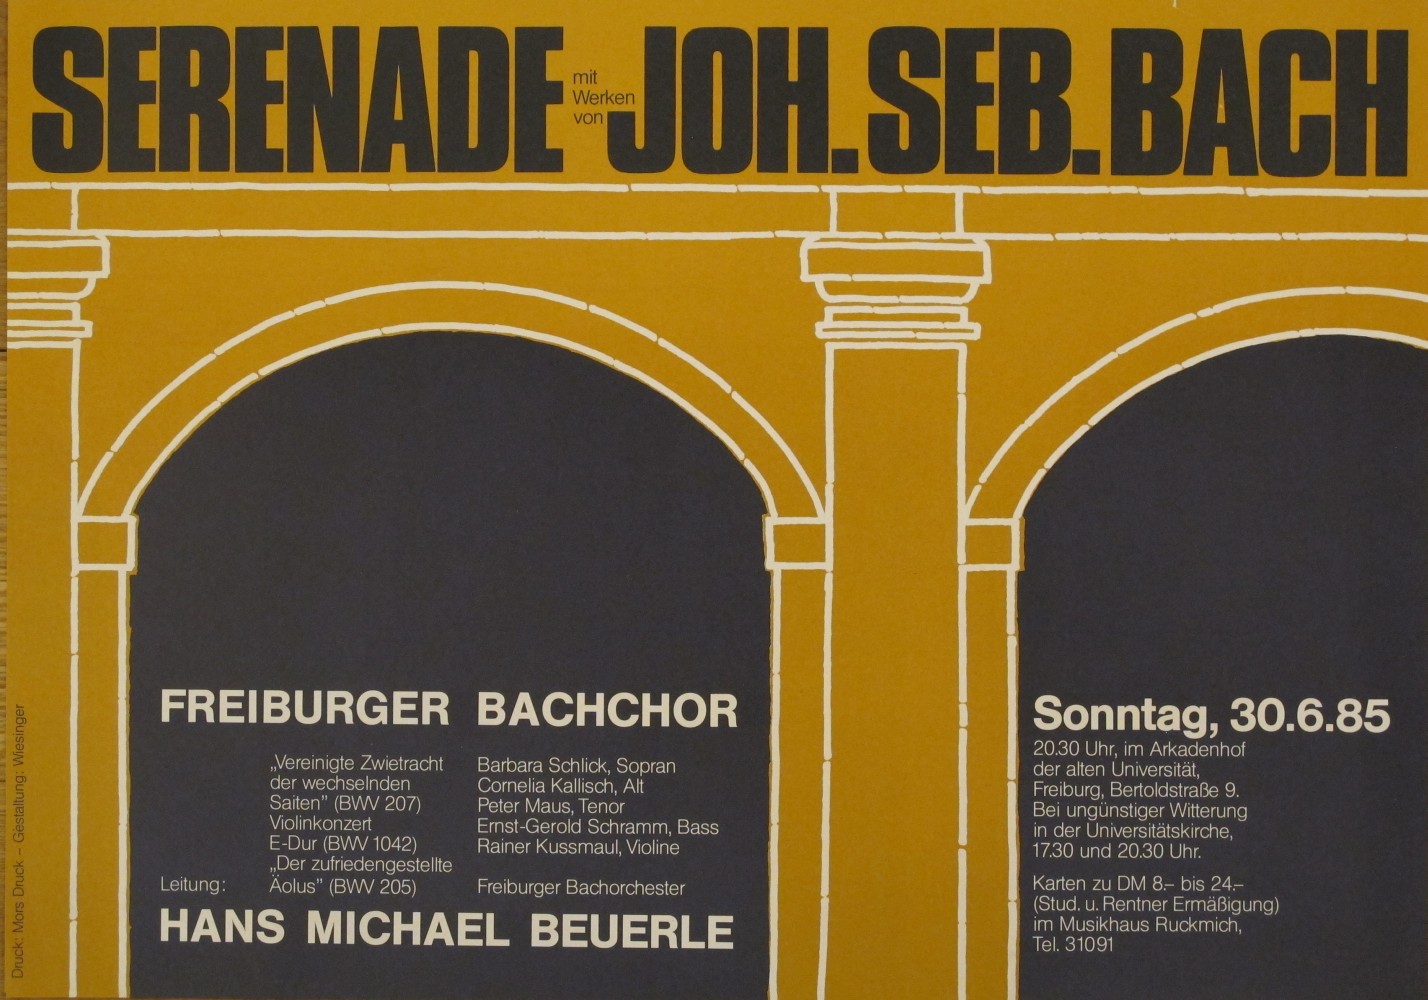 SERENADE mit Werken von JOH. SEB. BACH
FREIBURGER BACHCHOR
„Vereinigte Zwietracht
der wechselnden
Saiten” (BWV 207)
Violinkonzert
E-Dur (BWV 1042)
„Der zufriedengestellte
Äolus” (BWV 205)
Barbara Schlick, Sopran
Cornelia Kallisch, Alt
Peter Maus, Tenor
Ernst-Gerold Schramm, Bass
Rainer Kussmaul, Violine
Freiburger Bachorchester
Leitung:
HANS MICHAEL BEUERLE
Sonntag, 30.6.85
20.30 Uhr, im Arkadenhof
der alten Universität,
Freiburg, Bertoldstraße 9.
Bei ungünstiger Witterung
in der Universitätskirche,
17.30 und 20.30 Uhr.
Karten zu DM 8.– bis 24.–
(Stud. u. Rentner Ermäßigung)
im Musikhaus Ruckmich,
Tel. 31091
Druck: Mors Druck – Gestaltung: Wiesinger